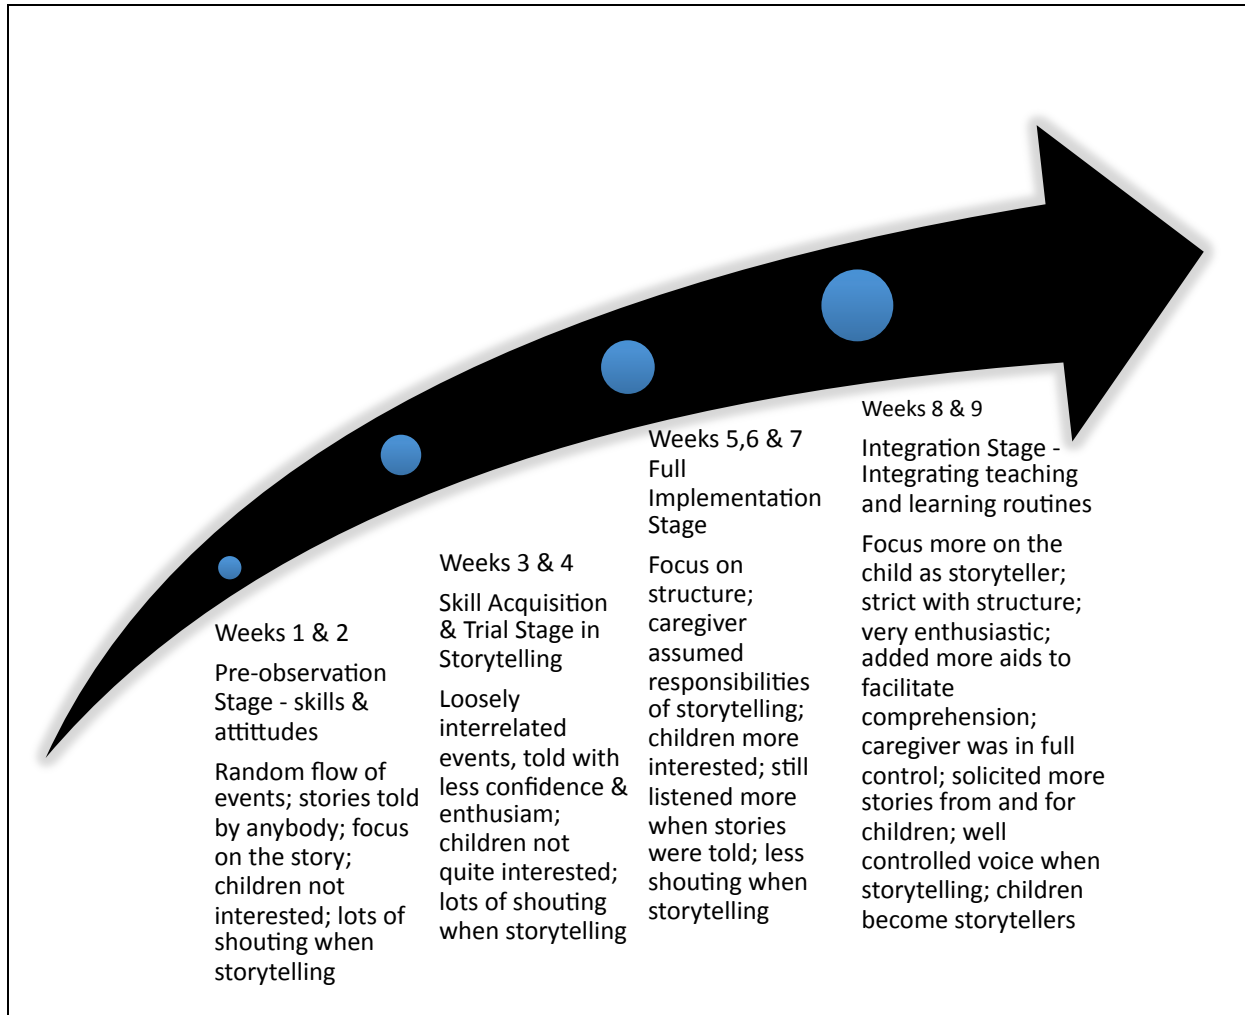 Weeks 1 & 2
Pre-observation
Stage - skills &
attittudes
Random flow of
events; stories told
by anybody; focus
on the story;
children not
interested; lots of
shouting when
storytelling
Weeks 3 & 4
Skill Acquisition
& Trial Stage in
Storytelling
Loosely
interrelated
events, told with
less confidence &
enthusiam;
children not
quite interested;
lots of shouting
when storytelling
Weeks 5,6 & 7
Full
Implementation
Stage
Focus on
structure;
caregiver
assumed
responsibilities
of storytelling;
children more
interested; still
listened more
when stories
were told; less
shouting when
storytelling
Weeks 8 & 9
Integration Stage -
Integrating teaching
and learning routines
Focus more on the
child as storyteller;
strict with structure;
very enthusiastic;
added more aids to
facilitate
comprehension;
caregiver was in full
control; solicited more
stories from and for
children; well
controlled voice when
storytelling; children
become storytellers